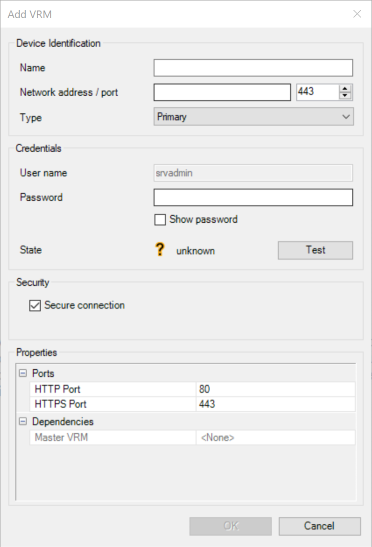 Add VRM
Device Identification
Name
Network address / port 443
Type Primary
Credentials
User name srvadmin
Password
Show password
State ? unknown Test
Security
Secure connection
Properties
Ports
HTTP Port 80
HTTPS Port 443
Dependencies
Master VRM <None>
OK Cancel